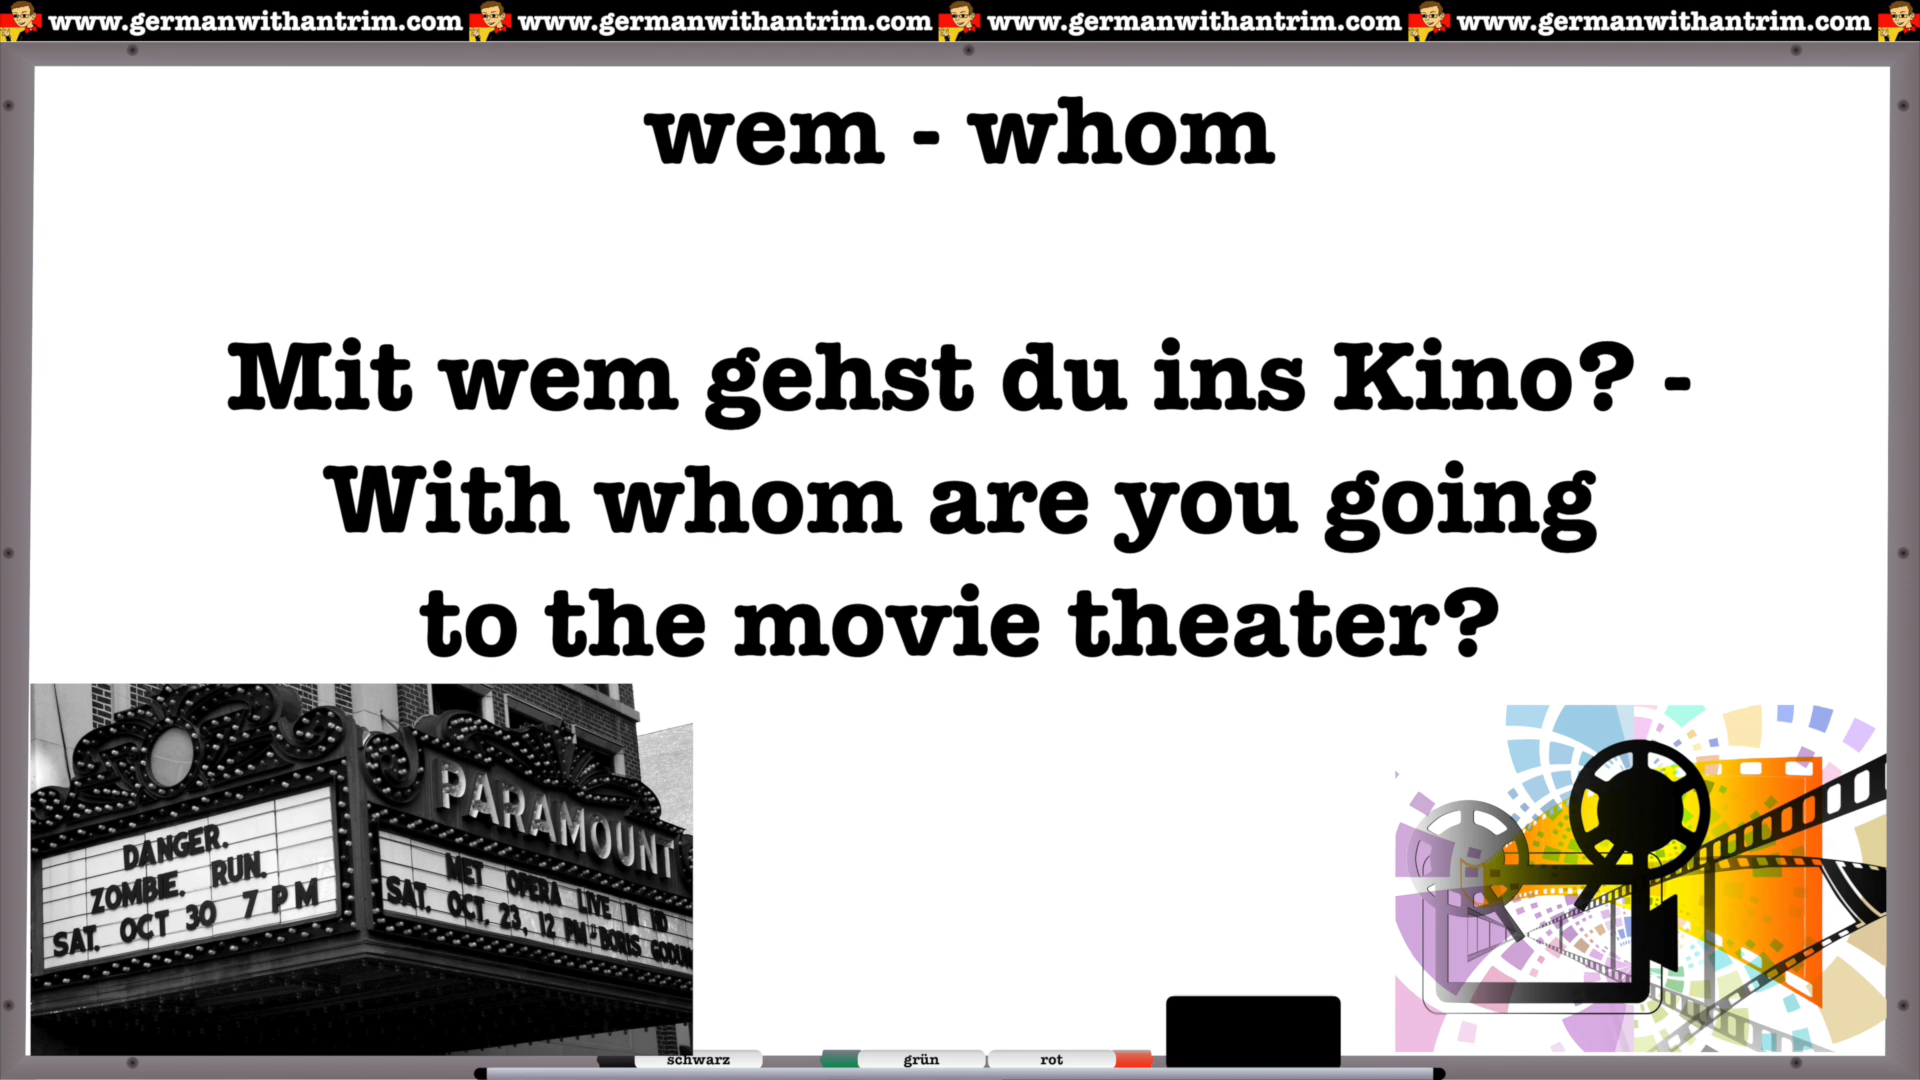 www.germanwithantrim.com www.germanwithantrim.com www.germanwithantrim.com www.germanwithantrim.com
wem - whom
Mit wem gehst du ins Kino? -
With whom are you going
to the movie theater?
PARAMOUNT
DANGER.
ZOMBIE. RUN.
SAT. OCT 30 7 PM
MET OPERA LIVE IN HD
SAT. OCT. 23, 12 PM "BORIS
schwarz grün rot